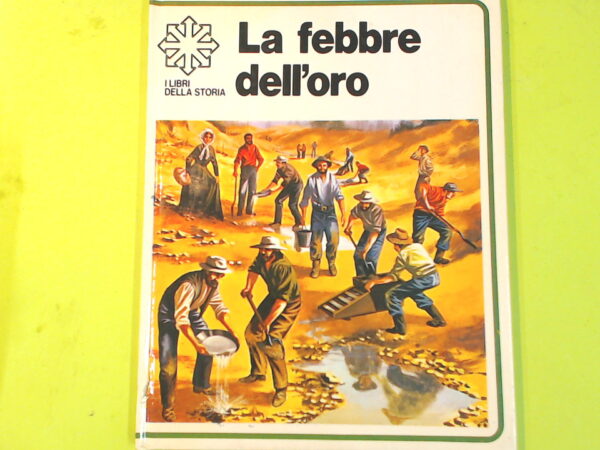 La febbre
dell'oro
I LIBRI
DELLA STORIA